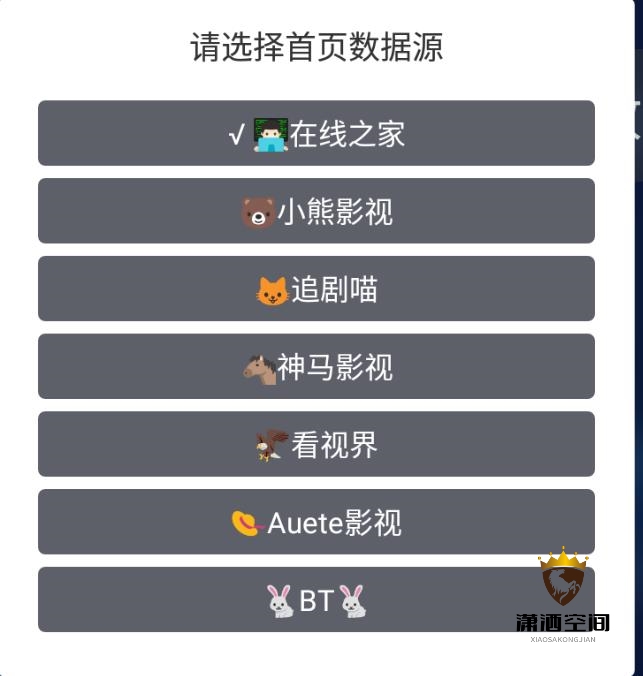 请选择首页数据源
√ 👨🏻‍💻在线之家
🐻小熊影视
🐱追剧喵
🐴神马影视
🦅看视界
👒Auete影视
🐰BT🐰
潇洒空间
XIAOSAKONGJIAN